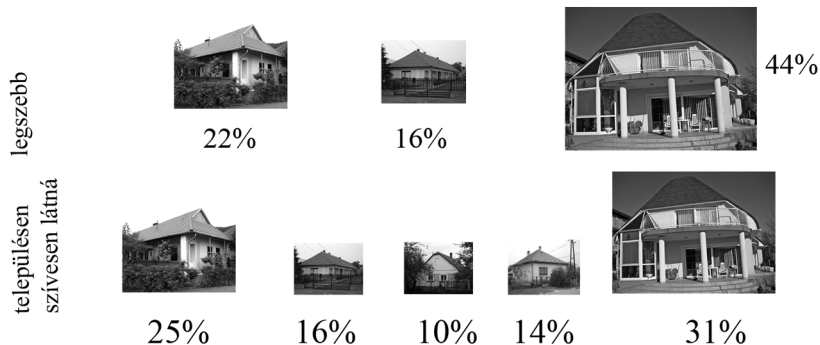 legszebb
22%
16%
44%
településen
szívesen látná
25%
16%
10%
14%
31%